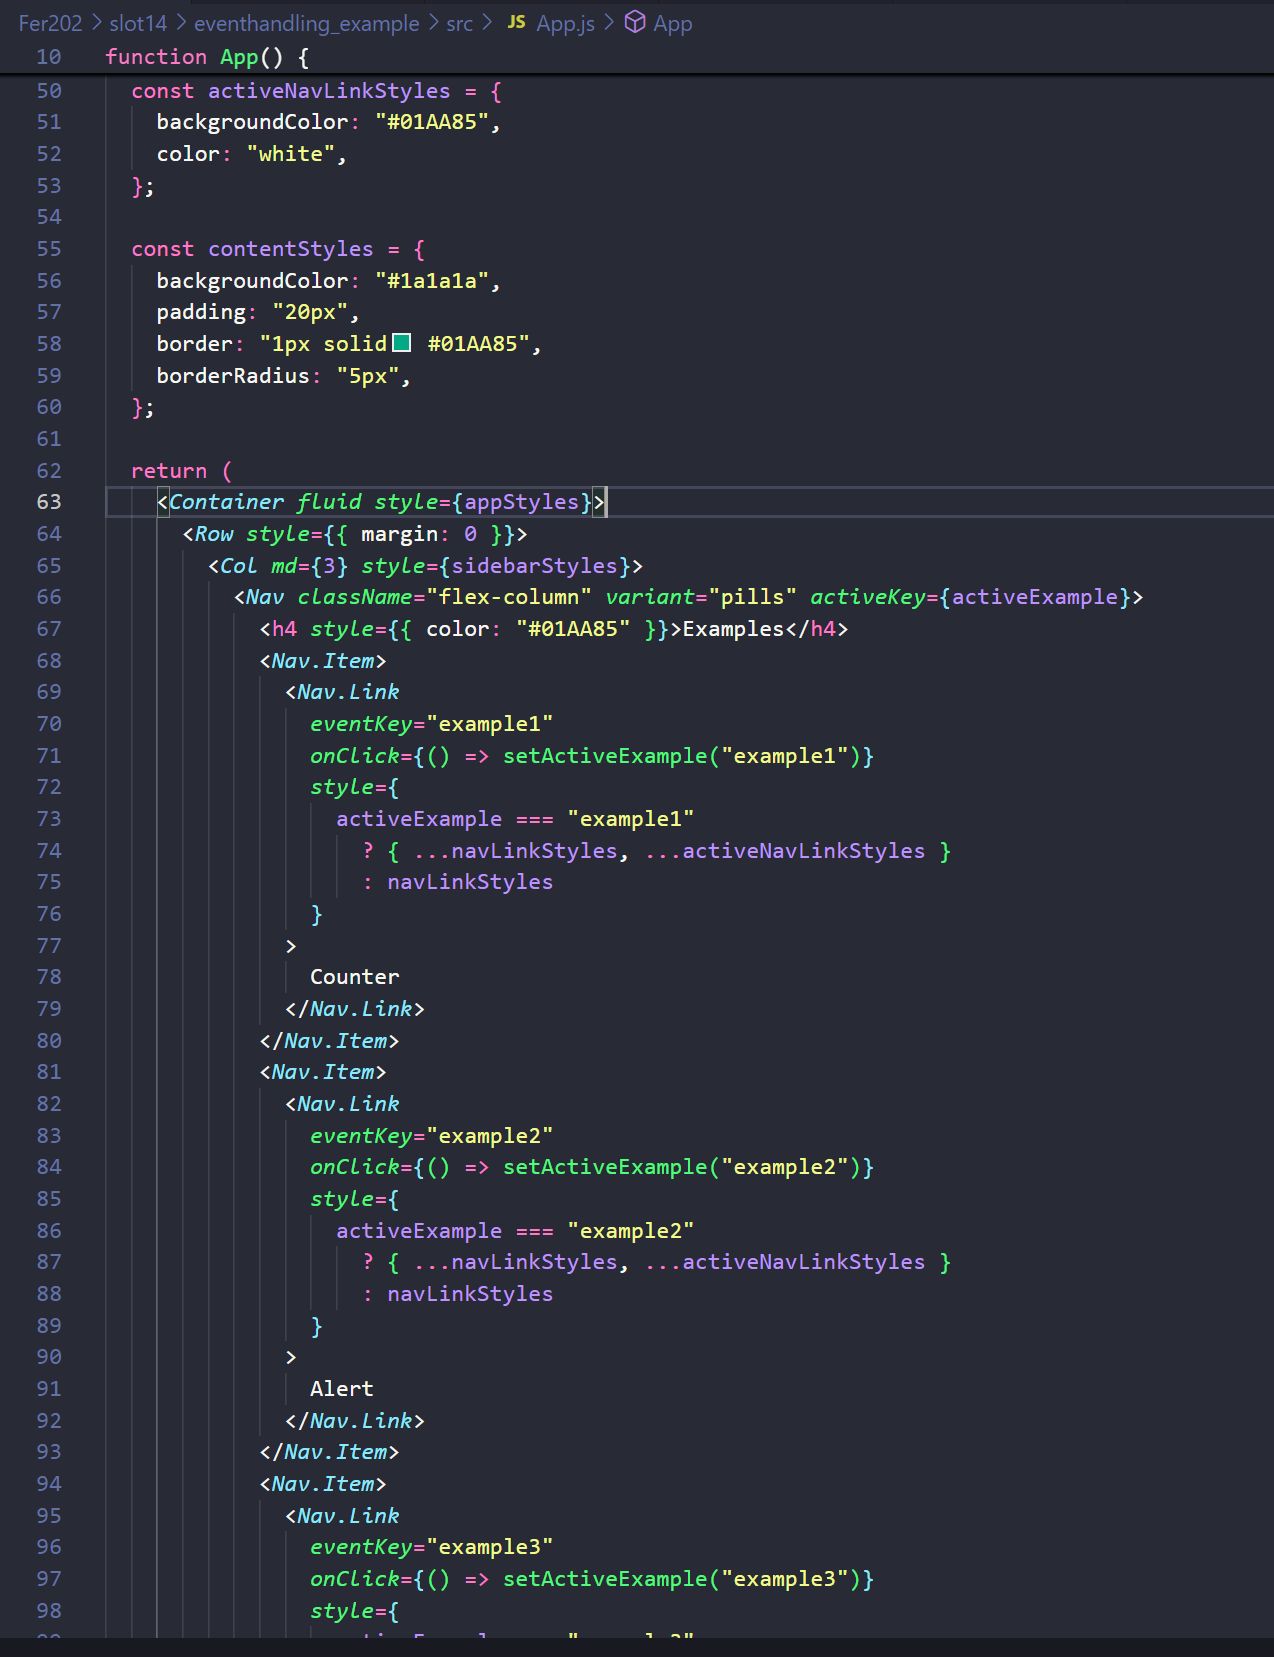 Fer202 > slot14 > eventhandling_example > src > JS App.js > App
10 function App() {
50 const activeNavLinkStyles = {
51 backgroundColor: "#01AA85",
52 color: "white",
53 };
54
55 const contentStyles = {
56 backgroundColor: "#1a1a1a",
57 padding: "20px",
58 border: "1px solid #01AA85",
59 borderRadius: "5px",
60 };
61
62 return (
63 <Container fluid style={appStyles}>
64 <Row style={{ margin: 0 }}>
65 <Col md={3} style={sidebarStyles}>
66 <Nav className="flex-column" variant="pills" activeKey={activeExample}>
67 <h4 style={{ color: "#01AA85" }}>Examples</h4>
68 <Nav.Item>
69 <Nav.Link
70 eventKey="example1"
71 onClick={() => setActiveExample("example1")}
72 style={
73 activeExample === "example1"
74 ? { ...navLinkStyles, ...activeNavLinkStyles }
75 : navLinkStyles
76 }
77 >
78 Counter
79 </Nav.Link>
80 </Nav.Item>
81 <Nav.Item>
82 <Nav.Link
83 eventKey="example2"
84 onClick={() => setActiveExample("example2")}
85 style={
86 activeExample === "example2"
87 ? { ...navLinkStyles, ...activeNavLinkStyles }
88 : navLinkStyles
89 }
90 >
91 Alert
92 </Nav.Link>
93 </Nav.Item>
94 <Nav.Item>
95 <Nav.Link
96 eventKey="example3"
97 onClick={() => setActiveExample("example3")}
98 style={